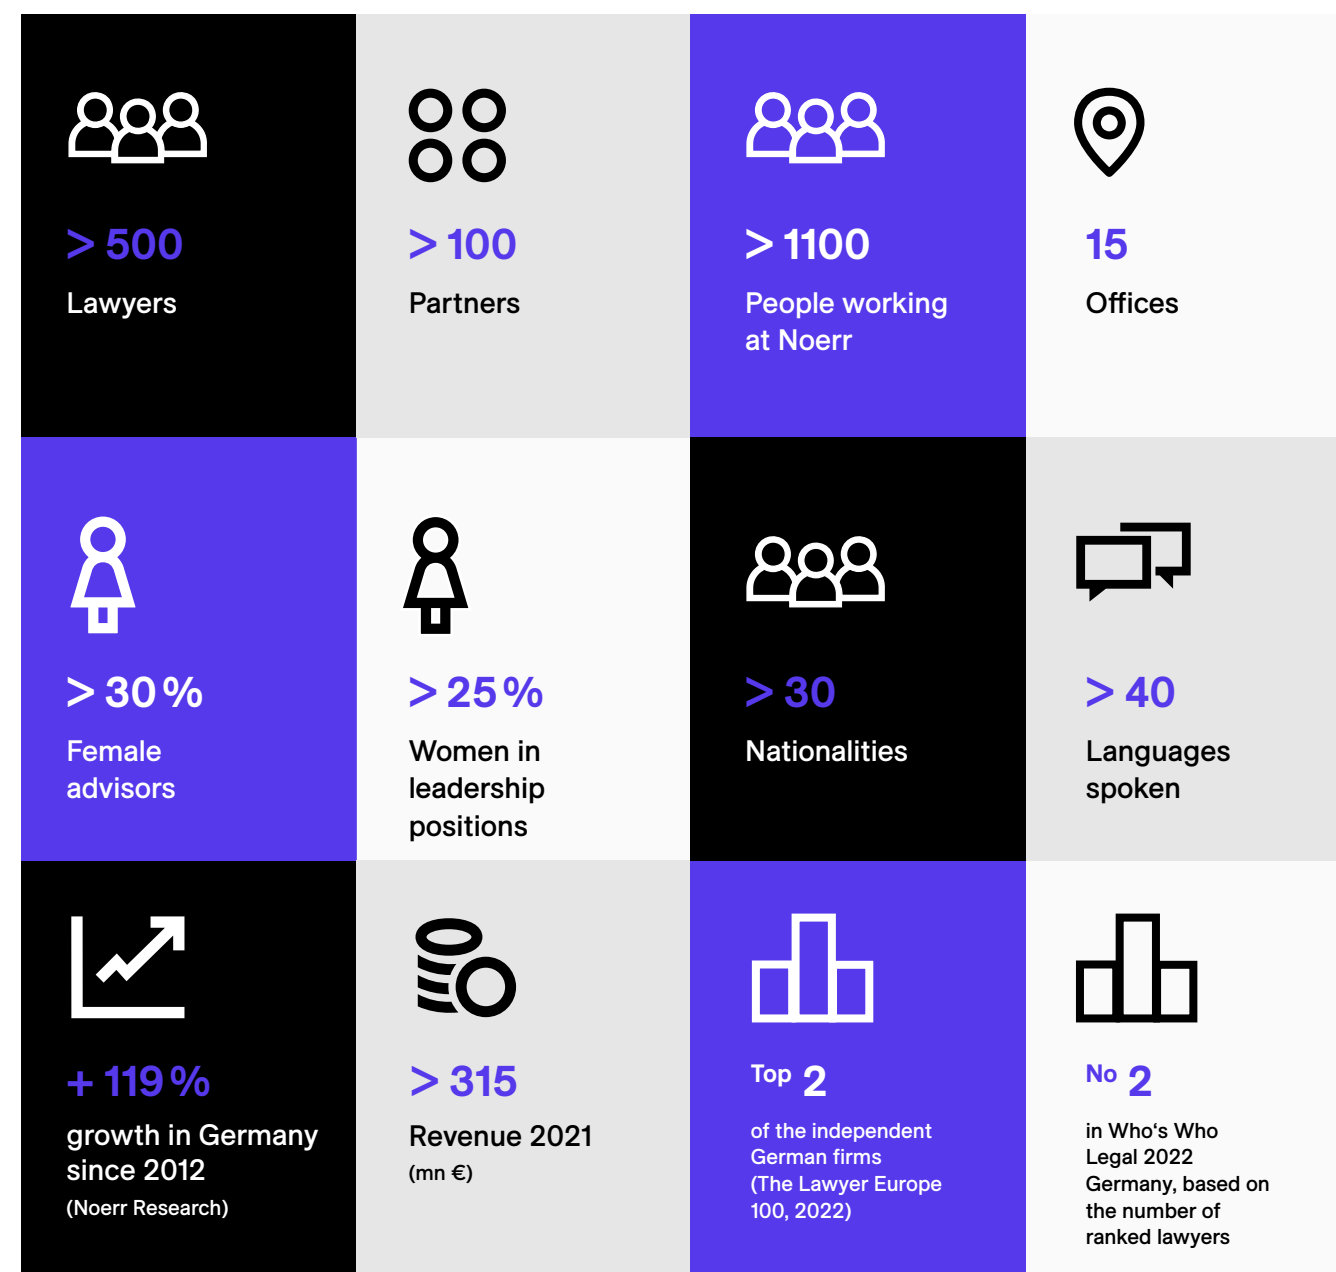 > 500
Lawyers
> 100
Partners
> 1100
People working
at Noerr
15
Offices
> 30 %
Female
advisors
> 25 %
Women in
leadership
positions
> 30
Nationalities
> 40
Languages
spoken
+ 119 %
growth in Germany
since 2012
(Noerr Research)
> 315
Revenue 2021
(mn €)
Top 2
of the independent
German firms
(The Lawyer Europe
100, 2022)
No 2
in Who‘s Who
Legal 2022
Germany, based on
the number of
ranked lawyers